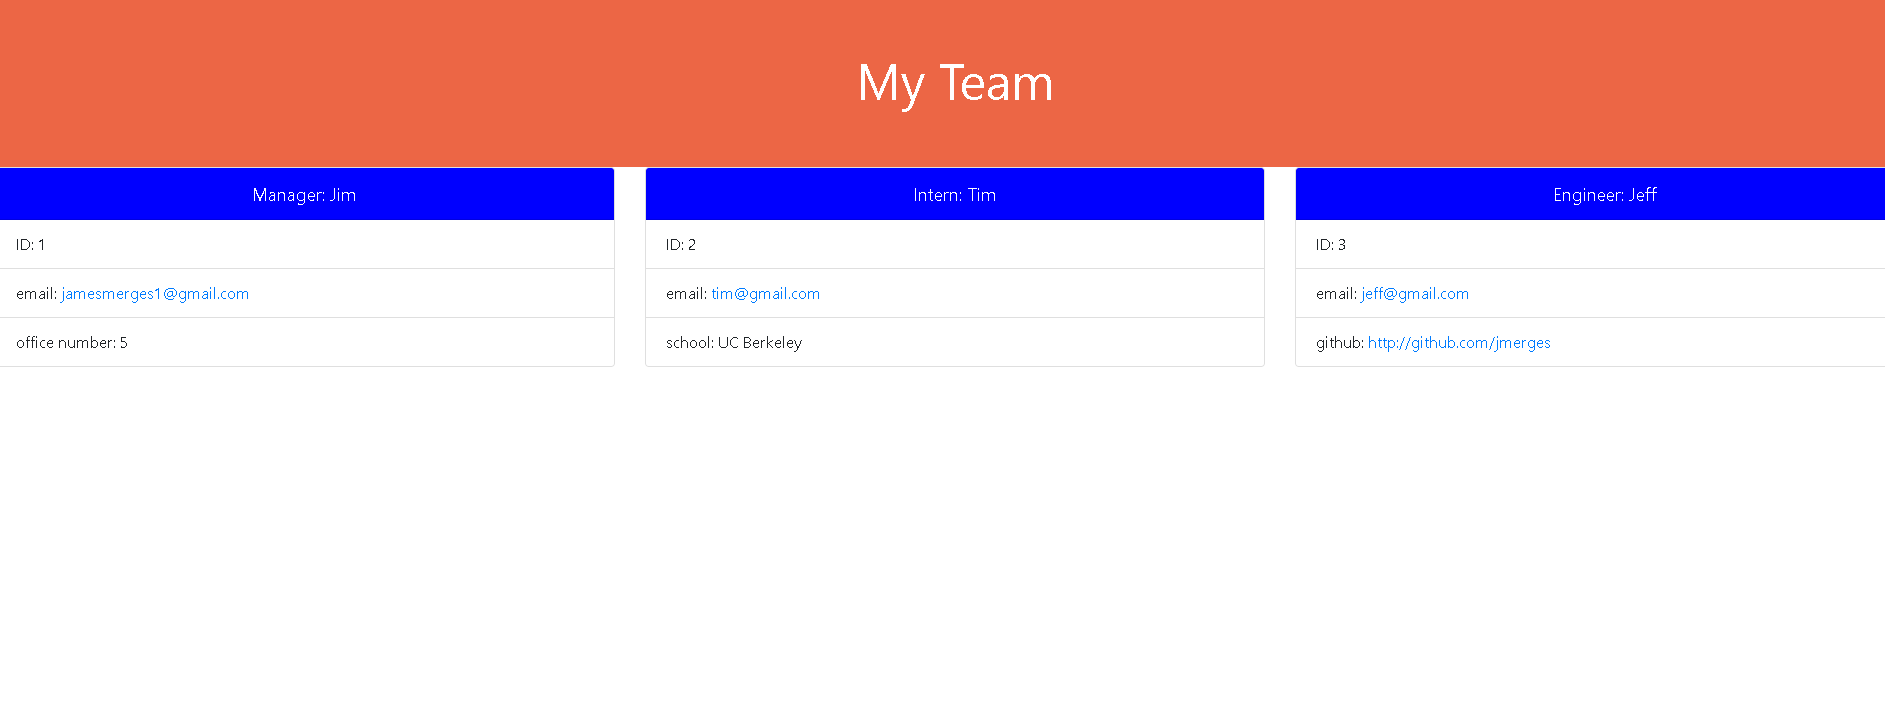 My Team
Manager: Jim
ID: 1
email: jamesmerges1@gmail.com
office number: 5
Intern: Tim
ID: 2
email: tim@gmail.com
school: UC Berkeley
Engineer: Jeff
ID: 3
email: jeff@gmail.com
github: http://github.com/jmerges